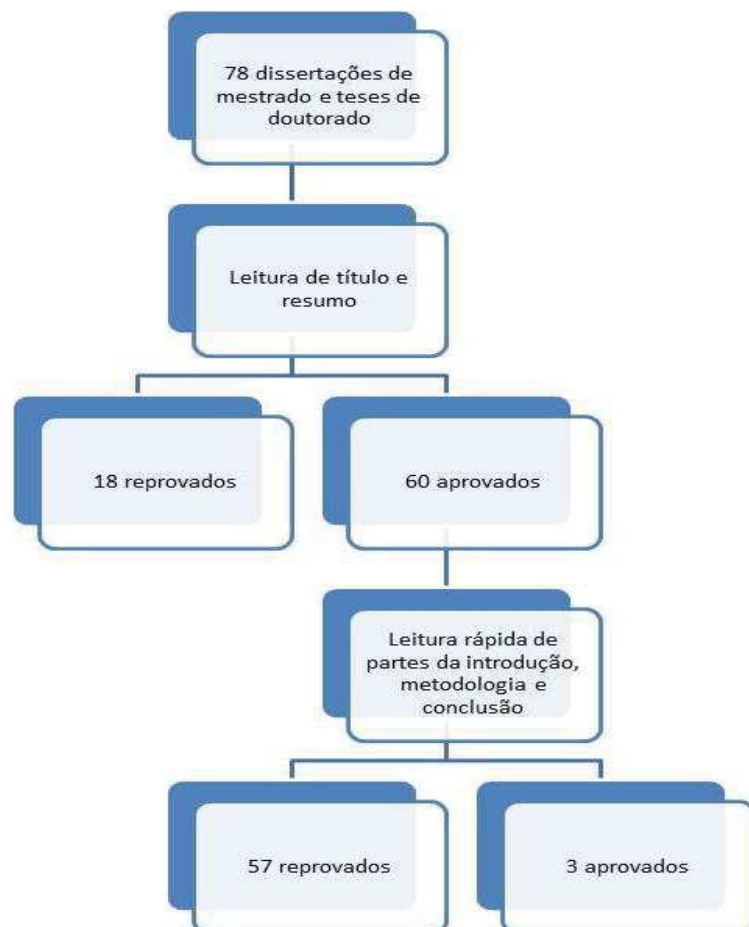 78 dissertações de
mestrado e teses de
doutorado
Leitura de título e
resumo
18 reprovados
60 aprovados
Leitura rápida de
partes da introdução,
metodologia e
conclusão
57 reprovados
3 aprovados